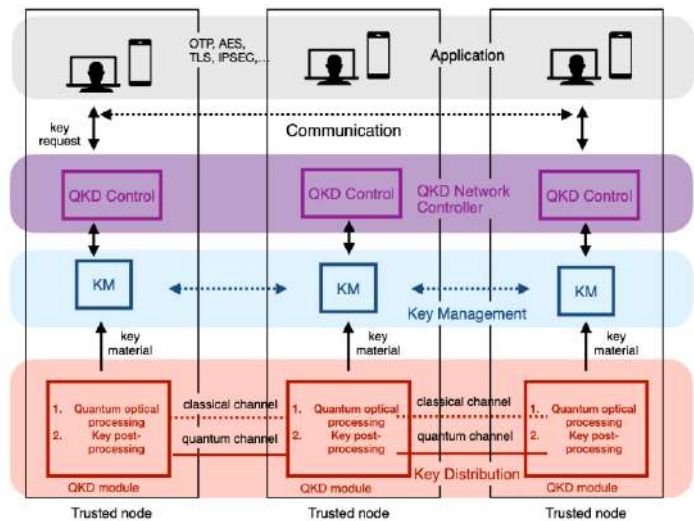 OTP, AES,
TLS, IPSEC,...
Application
key
request
Communication
QKD Control
QKD Control
QKD Network
Controller
QKD Control
KM
KM
KM
Key Management
key
material
key
material
key
material
1. Quantum optical
processing
2. Key post-
processing
classical channel
quantum channel
1. Quantum optical
processing
2. Key post-
processing
classical channel
quantum channel
1. Quantum optical
processing
2. Key post-
processing
Key Distribution
QKD module
QKD module
QKD module
Trusted node
Trusted node
Trusted node